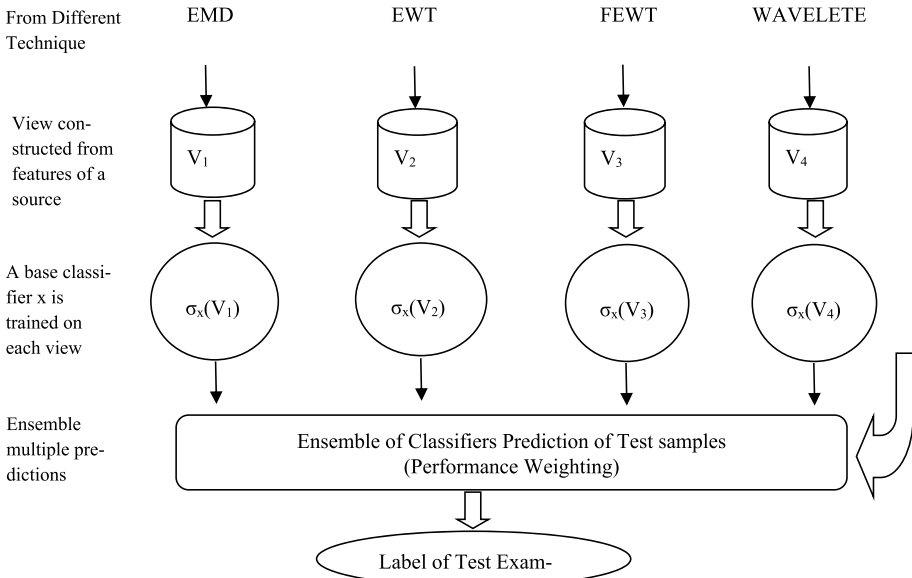 From Different
Technique
EMD
EWT
FEWT
WAVELETE
View con-
structed from
features of a
source
V₁
V₂
V₃
V₄
A base classi-
fier x is
trained on
each view
σₓ(V₁)
σₓ(V₂)
σₓ(V₃)
σₓ(V₄)
Ensemble
multiple pre-
dictions
Ensemble of Classifiers Prediction of Test samples
(Performance Weighting)
Label of Test Exam-